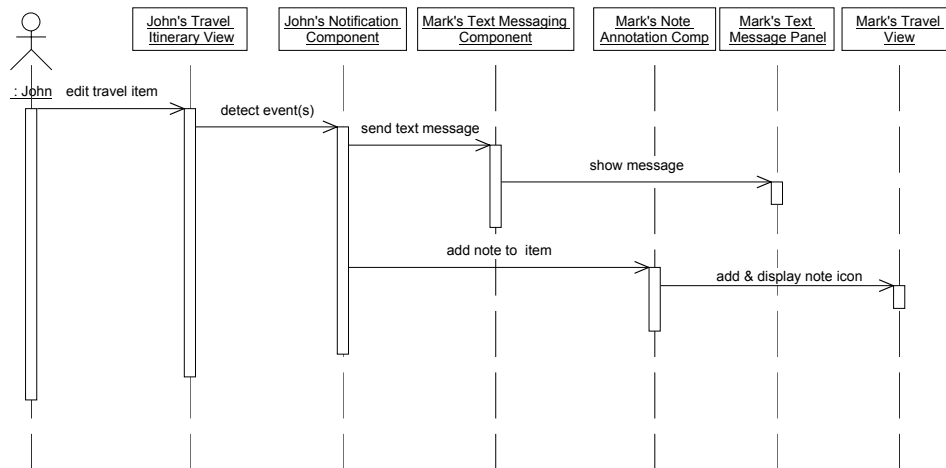 John's Travel
Itinerary View
John's Notification
Component
Mark's Text Messaging
Component
Mark's Note
Annotation Comp
Mark's Text
Message Panel
Mark's Travel
View
: John
edit travel item
detect event(s)
send text message
show message
add note to item
add & display note icon